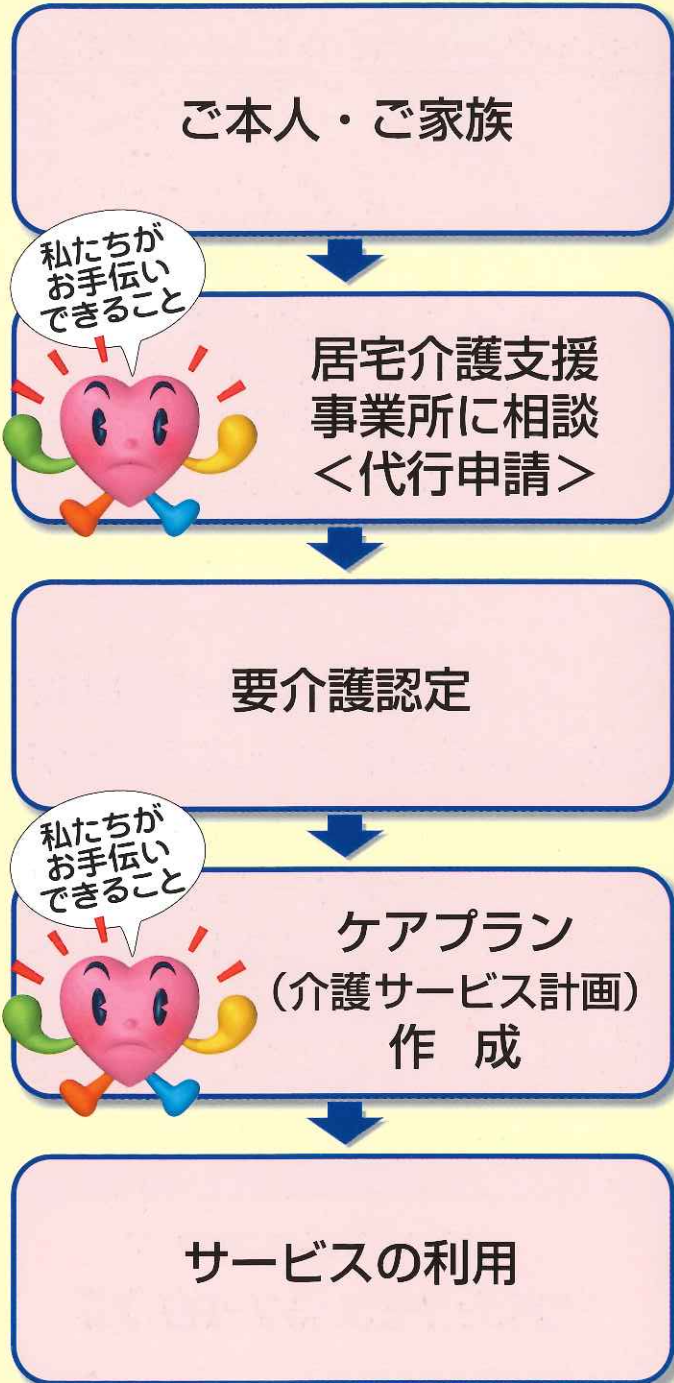 ご本人・ご家族
私たちが
お手伝い
できること
居宅介護支援
事業所に相談
＜代行申請＞
要介護認定
私たちが
お手伝い
できること
ケアプラン
（介護サービス計画）
作　成
サービスの利用